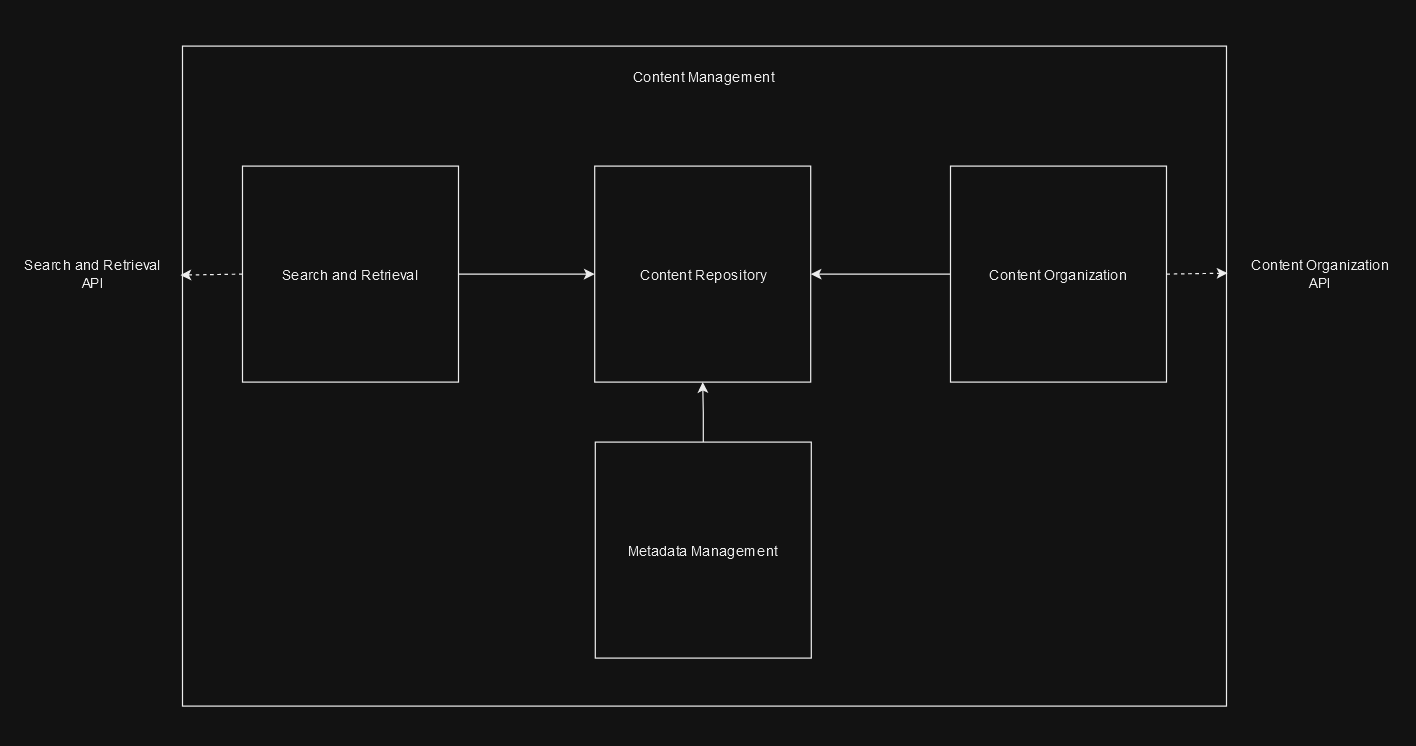 Content Management
Search and Retrieval
API
Search and Retrieval
Content Repository
Content Organization
Content Organization
API
Metadata Management